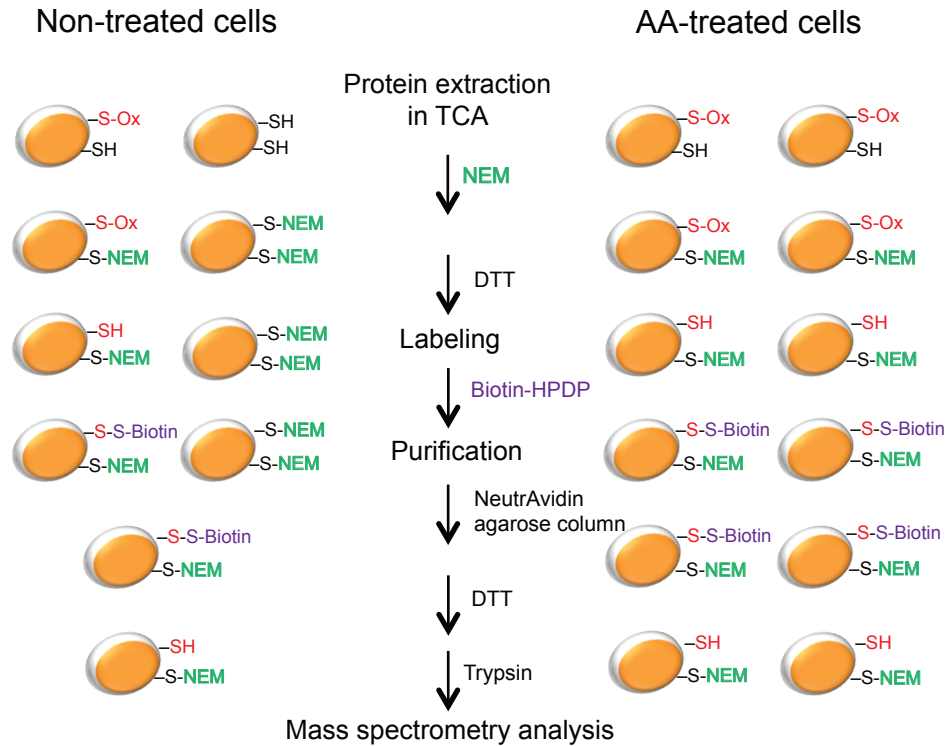 Non-treated cells
AA-treated cells
Protein extraction
in TCA
–S-Ox
–SH
–SH
–SH
–S-Ox
–SH
–S-Ox
–SH
NEM
–S-Ox
–S-NEM
–S-NEM
–S-NEM
–S-Ox
–S-NEM
–S-Ox
–S-NEM
DTT
Labeling
–SH
–S-NEM
–S-NEM
–S-NEM
–SH
–S-NEM
–SH
–S-NEM
Biotin-HPDP
Purification
–S-S-Biotin
–S-NEM
–S-NEM
–S-NEM
–S-S-Biotin
–S-NEM
–S-S-Biotin
–S-NEM
NeutrAvidin
agarose column
–S-S-Biotin
–S-NEM
–S-S-Biotin
–S-NEM
–S-S-Biotin
–S-NEM
DTT
–SH
–S-NEM
–SH
–S-NEM
–SH
–S-NEM
Trypsin
Mass spectrometry analysis